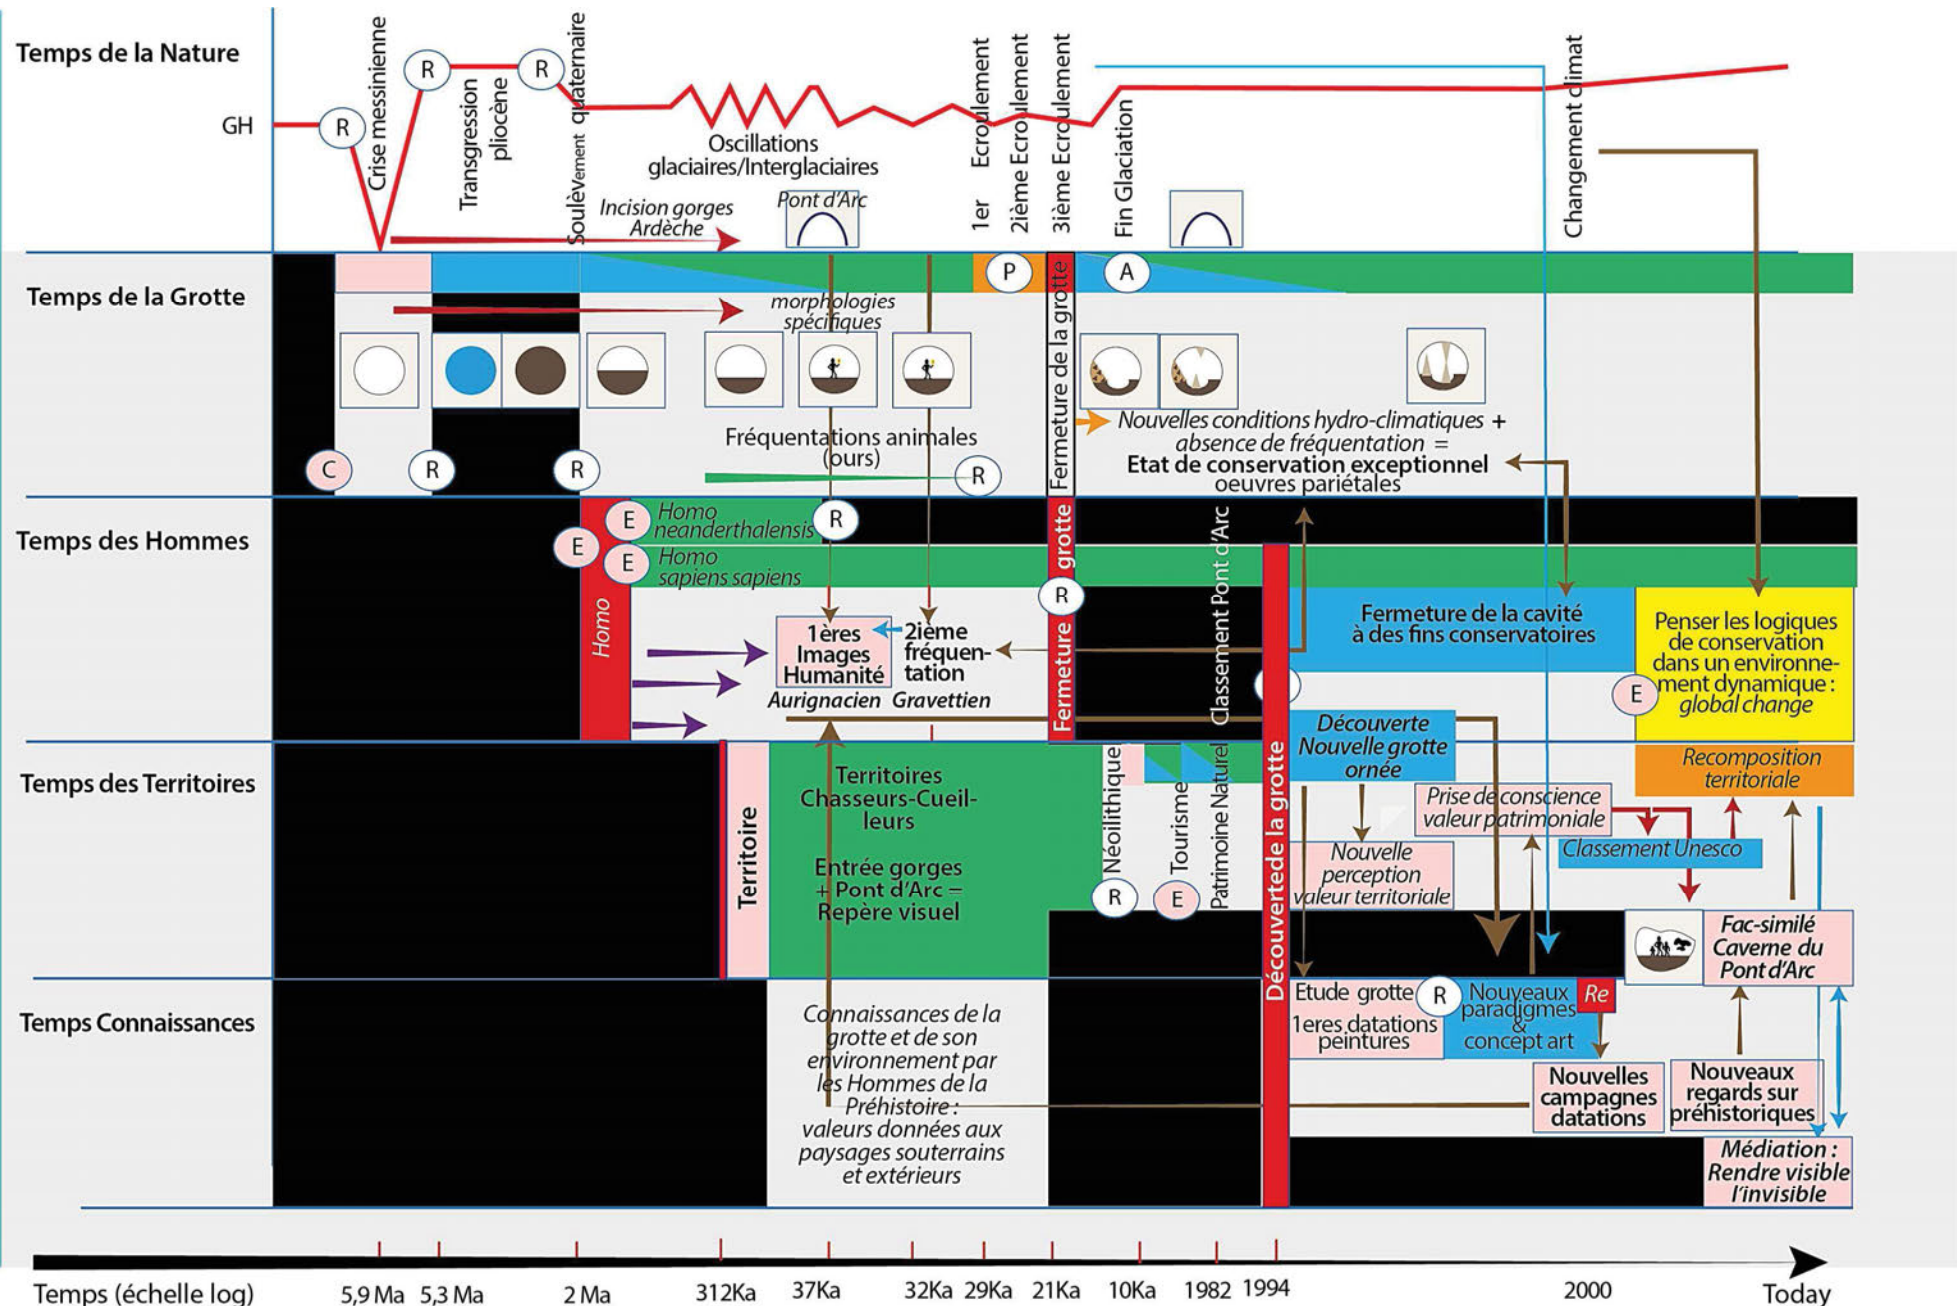 Temps de la Nature
GH
R
Crise messinienne
R
Transgression
pliocène
R
Soulèvement quaternaire
Oscillations
glaciaires/Interglaciaires
Incision gorges
Ardèche
Pont d'Arc
1er Ecroulement
2ième Ecroulement
3ième Ecroulement
Fin Glaciation
Changement climat
Temps de la Grotte
P
A
morphologies
spécifiques
Fermeture de la grotte
Nouvelles conditions hydro-climatiques +
absence de fréquentation =
Etat de conservation exceptionnel
oeuvres pariétales
Fréquentations animales
(ours)
C
R
R
R
Temps des Hommes
E
E
E
Homo
Homo
neanderthalensis
R
Homo
sapiens sapiens
1ères
Images
Humanité
Aurignacien
2ième
fréquen-
tation
Gravettien
Fermeture grotte
R
Classement Pont d'Arc
Patrimoine Naturel
Fermeture de la cavité
à des fins conservatoires
E
Penser les logiques
de conservation
dans un environne-
ment dynamique :
global change
Temps des Territoires
Territoire
Territoires
Chasseurs-Cueil-
leurs
Entrée gorges
+ Pont d'Arc =
Repère visuel
Néoilithique
R
Tourisme
E
Découvertede la grotte
Découverte
Nouvelle grotte
ornée
Nouvelle
perception
valeur territoriale
Prise de conscience
valeur patrimoniale
Classement Unesco
Recomposition
territoriale
Fac-similé
Caverne du
Pont d'Arc
Temps Connaissances
Connaissances de la
grotte et de son
environnement par
les Hommes de la
Préhistoire :
valeurs données aux
paysages souterrains
et extérieurs
Etude grotte
1eres datations
peintures
R
Nouveaux
paradigmes
&
concept art
Re
Nouvelles
campagnes
datations
Nouveaux
regards sur
préhistoriques
Médiation :
Rendre visible
l'invisible
Temps (échelle log)
5,9 Ma
5,3 Ma
2 Ma
312Ka
37Ka
32Ka
29Ka
21Ka
10Ka
1982
1994
2000
Today